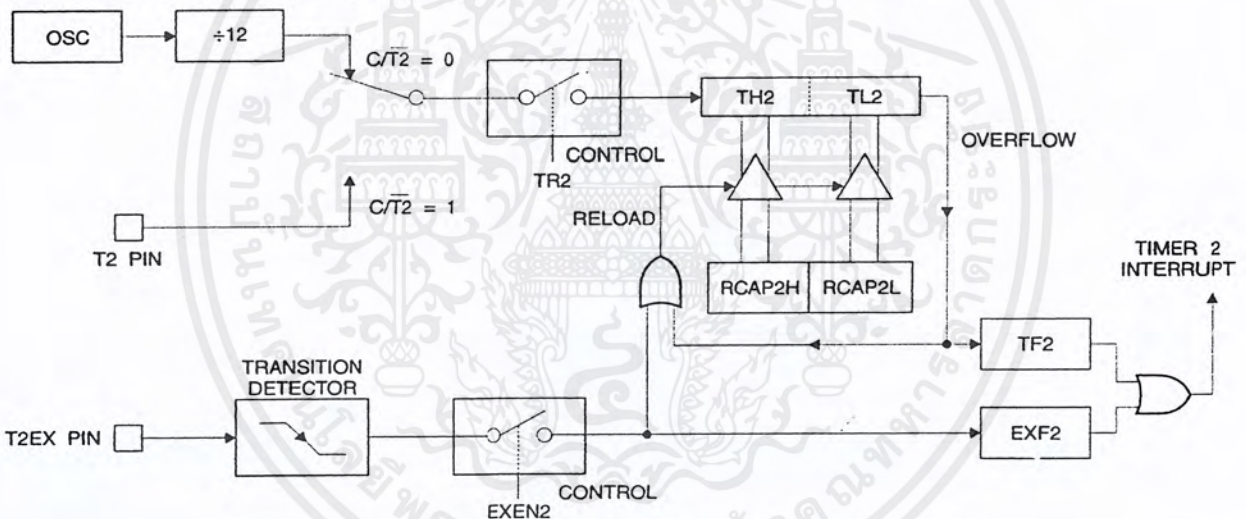 OSC
÷12
C/T2̅ = 0
TH2
TL2
OVERFLOW
CONTROL
TR2
C/T2̅ = 1
RELOAD
T2 PIN
RCAP2H
RCAP2L
TIMER 2
INTERRUPT
TF2
TRANSITION
DETECTOR
T2EX PIN
EXF2
CONTROL
EXEN2